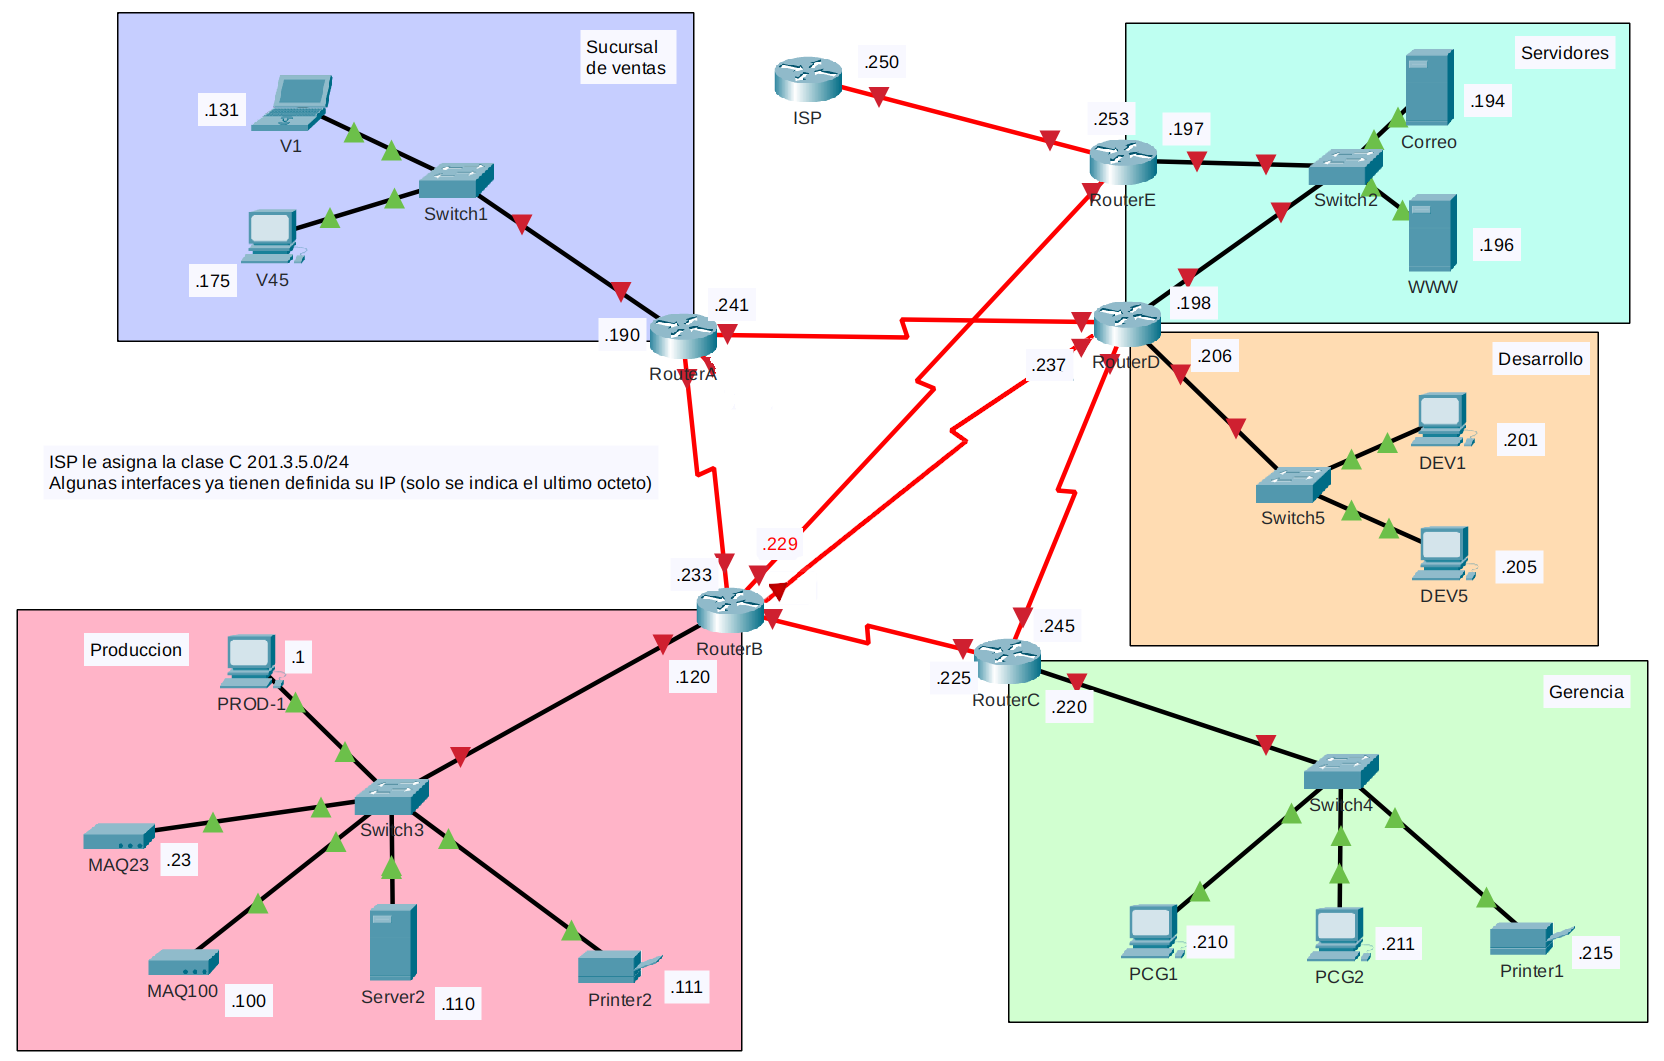 Sucursal
de ventas
.131
V1
Switch1
.175
V45
.190
.241
RouterA
ISP
.250
.253
RouterE
.197
Servidores
.194
Correo
Switch2
.196
WWW
.198
RouterD
.237
.206
Desarrollo
.201
DEV1
Switch5
.205
DEV5
ISP le asigna la clase C 201.3.5.0/24
Algunas interfaces ya tienen definida su IP (solo se indica el ultimo octeto)
.229
.233
RouterB
.120
Produccion
.1
PROD-1
Switch3
MAQ23
.23
MAQ100
.100
Server2
.110
Printer2
.111
.245
.225
RouterC
.220
Gerencia
Switch4
PCG1
.210
PCG2
.211
Printer1
.215